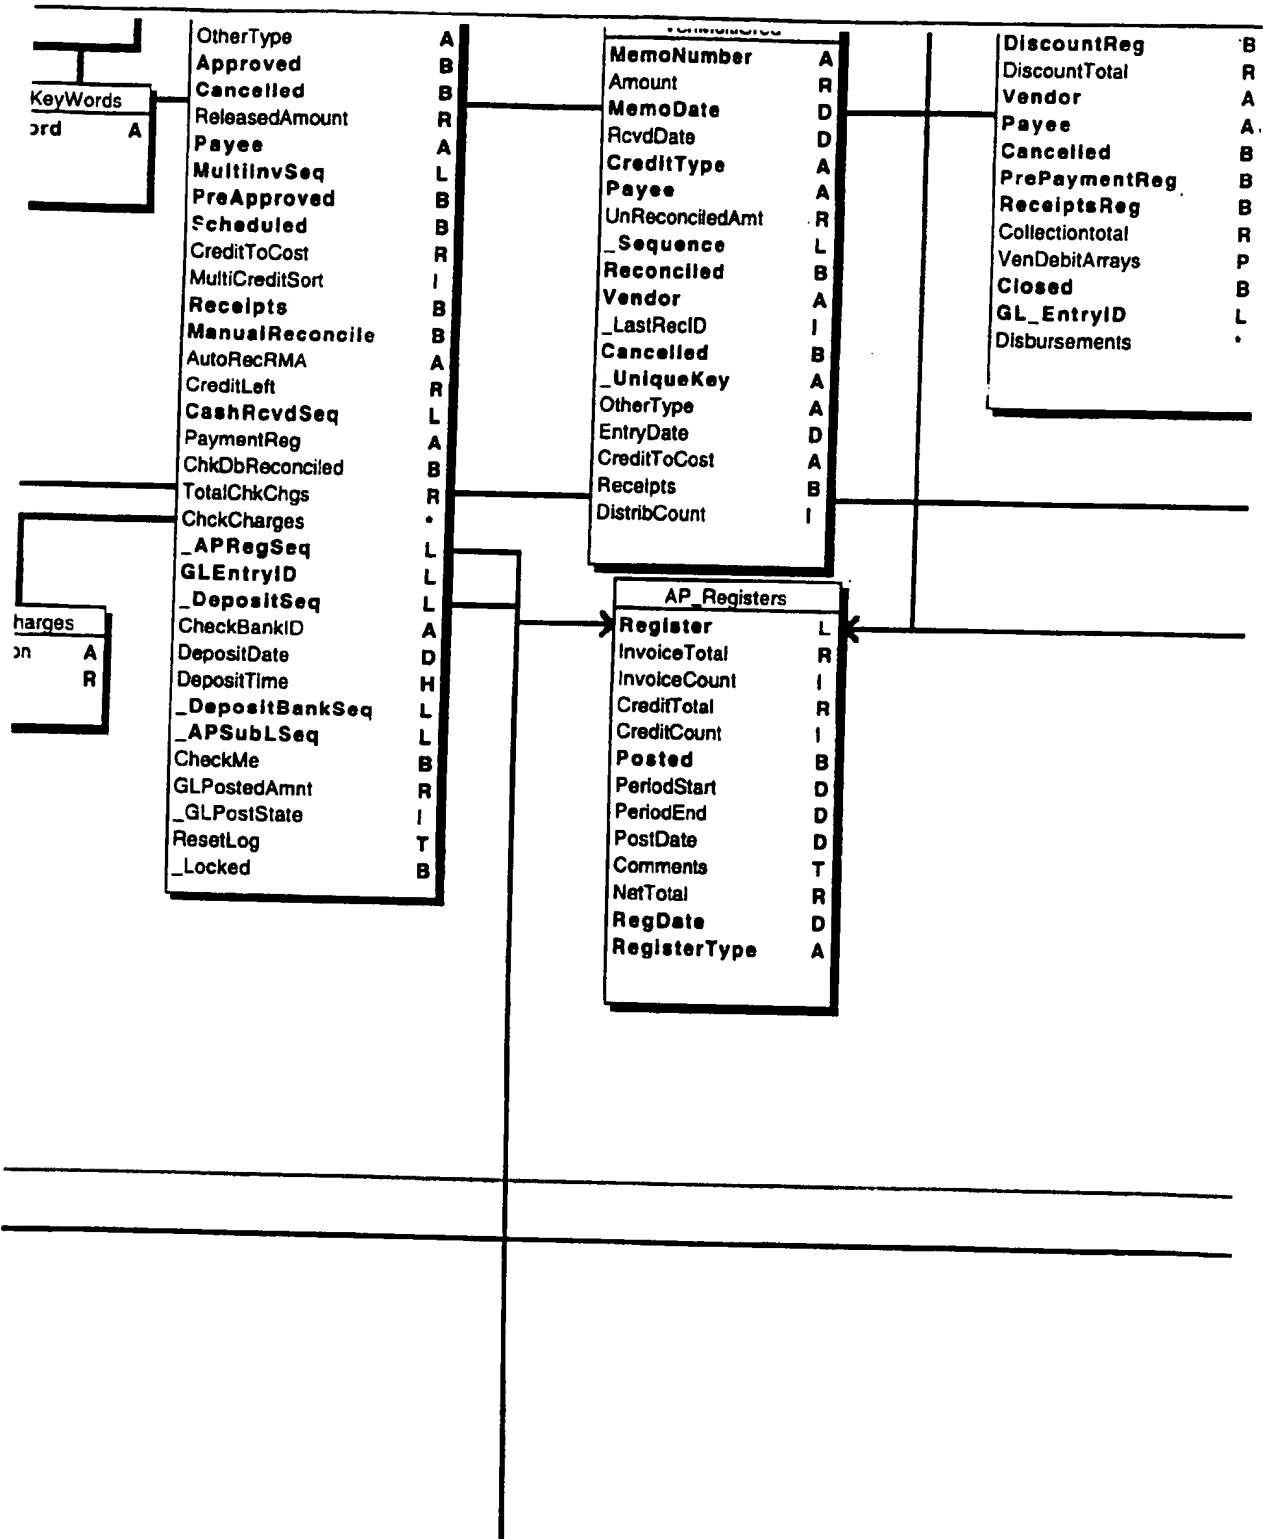 KeyWords
ord A
OtherType A
Approved B
Cancelled B
ReleasedAmount R
Payee A
MultiInvSeq L
PreApproved B
Scheduled B
CreditToCost R
MultiCreditSort I
Receipts B
ManualReconcile B
AutoRecRMA A
CreditLeft R
CashRcvdSeq L
PaymentReg A
ChkDbReconciled B
TotalChkChgs R
ChckCharges *
_APRegSeq L
GLEntryID L
_DepositSeq L
CheckBankID A
DepositDate D
DepositTime H
_DepositBankSeq L
_APSubLSeq L
CheckMe B
GLPostedAmnt R
_GLPostState I
ResetLog T
_Locked B
harges
on A
R
MemoNumber A
Amount R
MemoDate D
RcvdDate D
CreditType A
Payee A
UnReconciledAmt R
_Sequence L
Reconciled B
Vendor A
_LastRecID I
Cancelled B
_UniqueKey A
OtherType A
EntryDate D
CreditToCost A
Receipts B
DistribCount I
AP_Registers
Register L
InvoiceTotal R
InvoiceCount I
CreditTotal R
CreditCount I
Posted B
PeriodStart D
PeriodEnd D
PostDate D
Comments T
NetTotal R
RegDate D
RegisterType A
DiscountReg B
DiscountTotal R
Vendor A
Payee A
Cancelled B
PrePaymentReg B
ReceiptsReg B
Collectiontotal R
VenDebitArrays P
Closed B
GL_EntryID L
Disbursements *